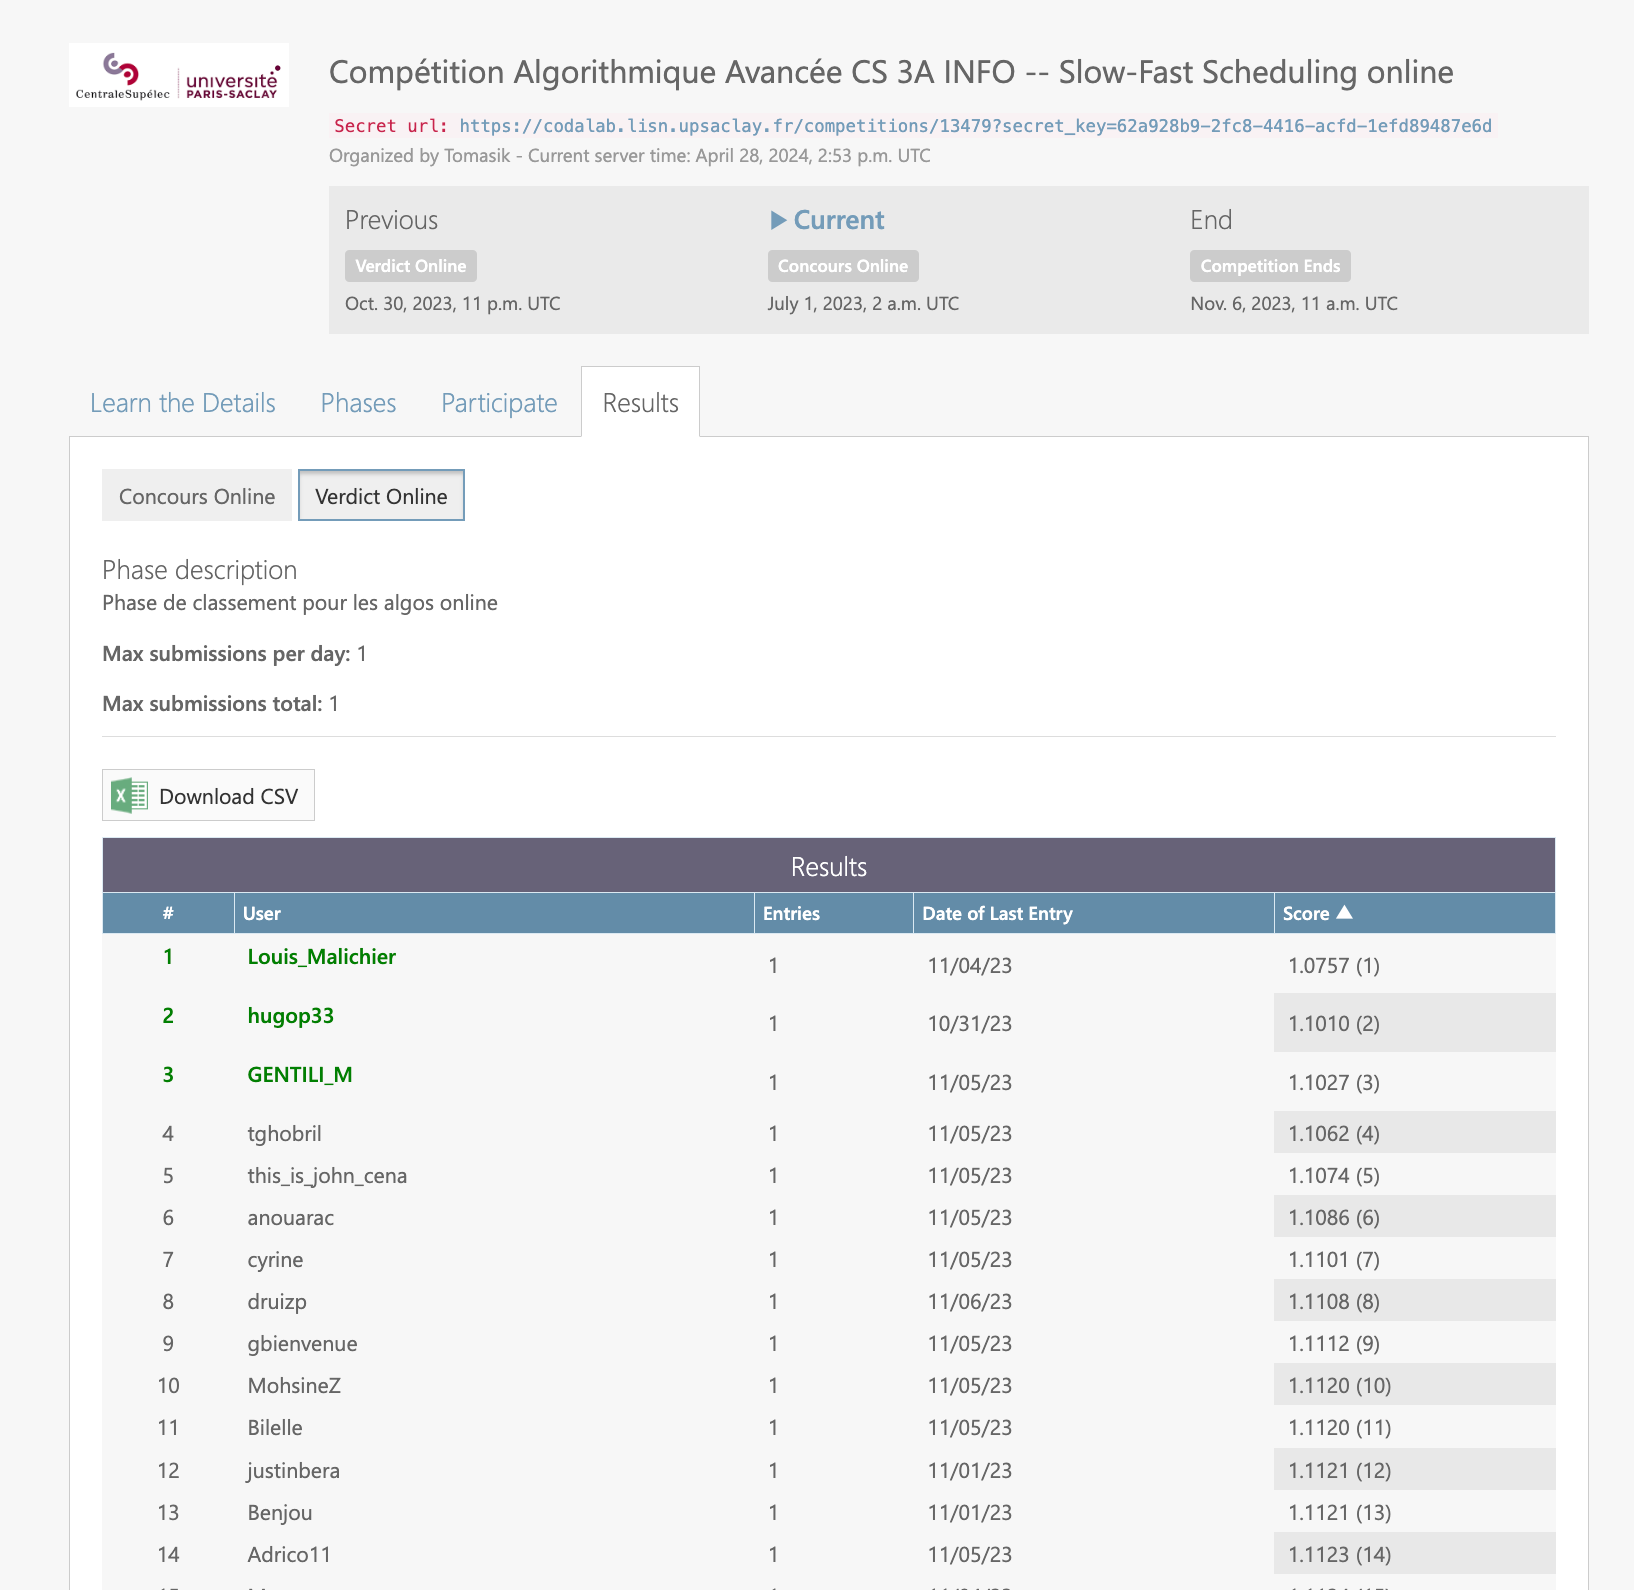 CentraleSupélec
université
PARIS-SACLAY
Compétition Algorithmique Avancée CS 3A INFO -- Slow-Fast Scheduling online
Secret url: https://codalab.lisn.upsaclay.fr/competitions/13479?secret_key=62a928b9-2fc8-4416-acfd-1efd89487e6d
Organized by Tomasik - Current server time: April 28, 2024, 2:53 p.m. UTC
Previous
Verdict Online
Oct. 30, 2023, 11 p.m. UTC
Current
Concours Online
July 1, 2023, 2 a.m. UTC
End
Competition Ends
Nov. 6, 2023, 11 a.m. UTC
Learn the Details Phases Participate Results
Concours Online Verdict Online
Phase description
Phase de classement pour les algos online
Max submissions per day: 1
Max submissions total: 1
Download CSV
Results
# User Entries Date of Last Entry Score ▲
1 Louis_Malichier 1 11/04/23 1.0757 (1)
2 hugop33 1 10/31/23 1.1010 (2)
3 GENTILI_M 1 11/05/23 1.1027 (3)
4 tghobril 1 11/05/23 1.1062 (4)
5 this_is_john_cena 1 11/05/23 1.1074 (5)
6 anouarac 1 11/05/23 1.1086 (6)
7 cyrine 1 11/05/23 1.1101 (7)
8 druizp 1 11/06/23 1.1108 (8)
9 gbienvenue 1 11/05/23 1.1112 (9)
10 MohsineZ 1 11/05/23 1.1120 (10)
11 Bilelle 1 11/05/23 1.1120 (11)
12 justinbera 1 11/01/23 1.1121 (12)
13 Benjou 1 11/01/23 1.1121 (13)
14 Adrico11 1 11/05/23 1.1123 (14)